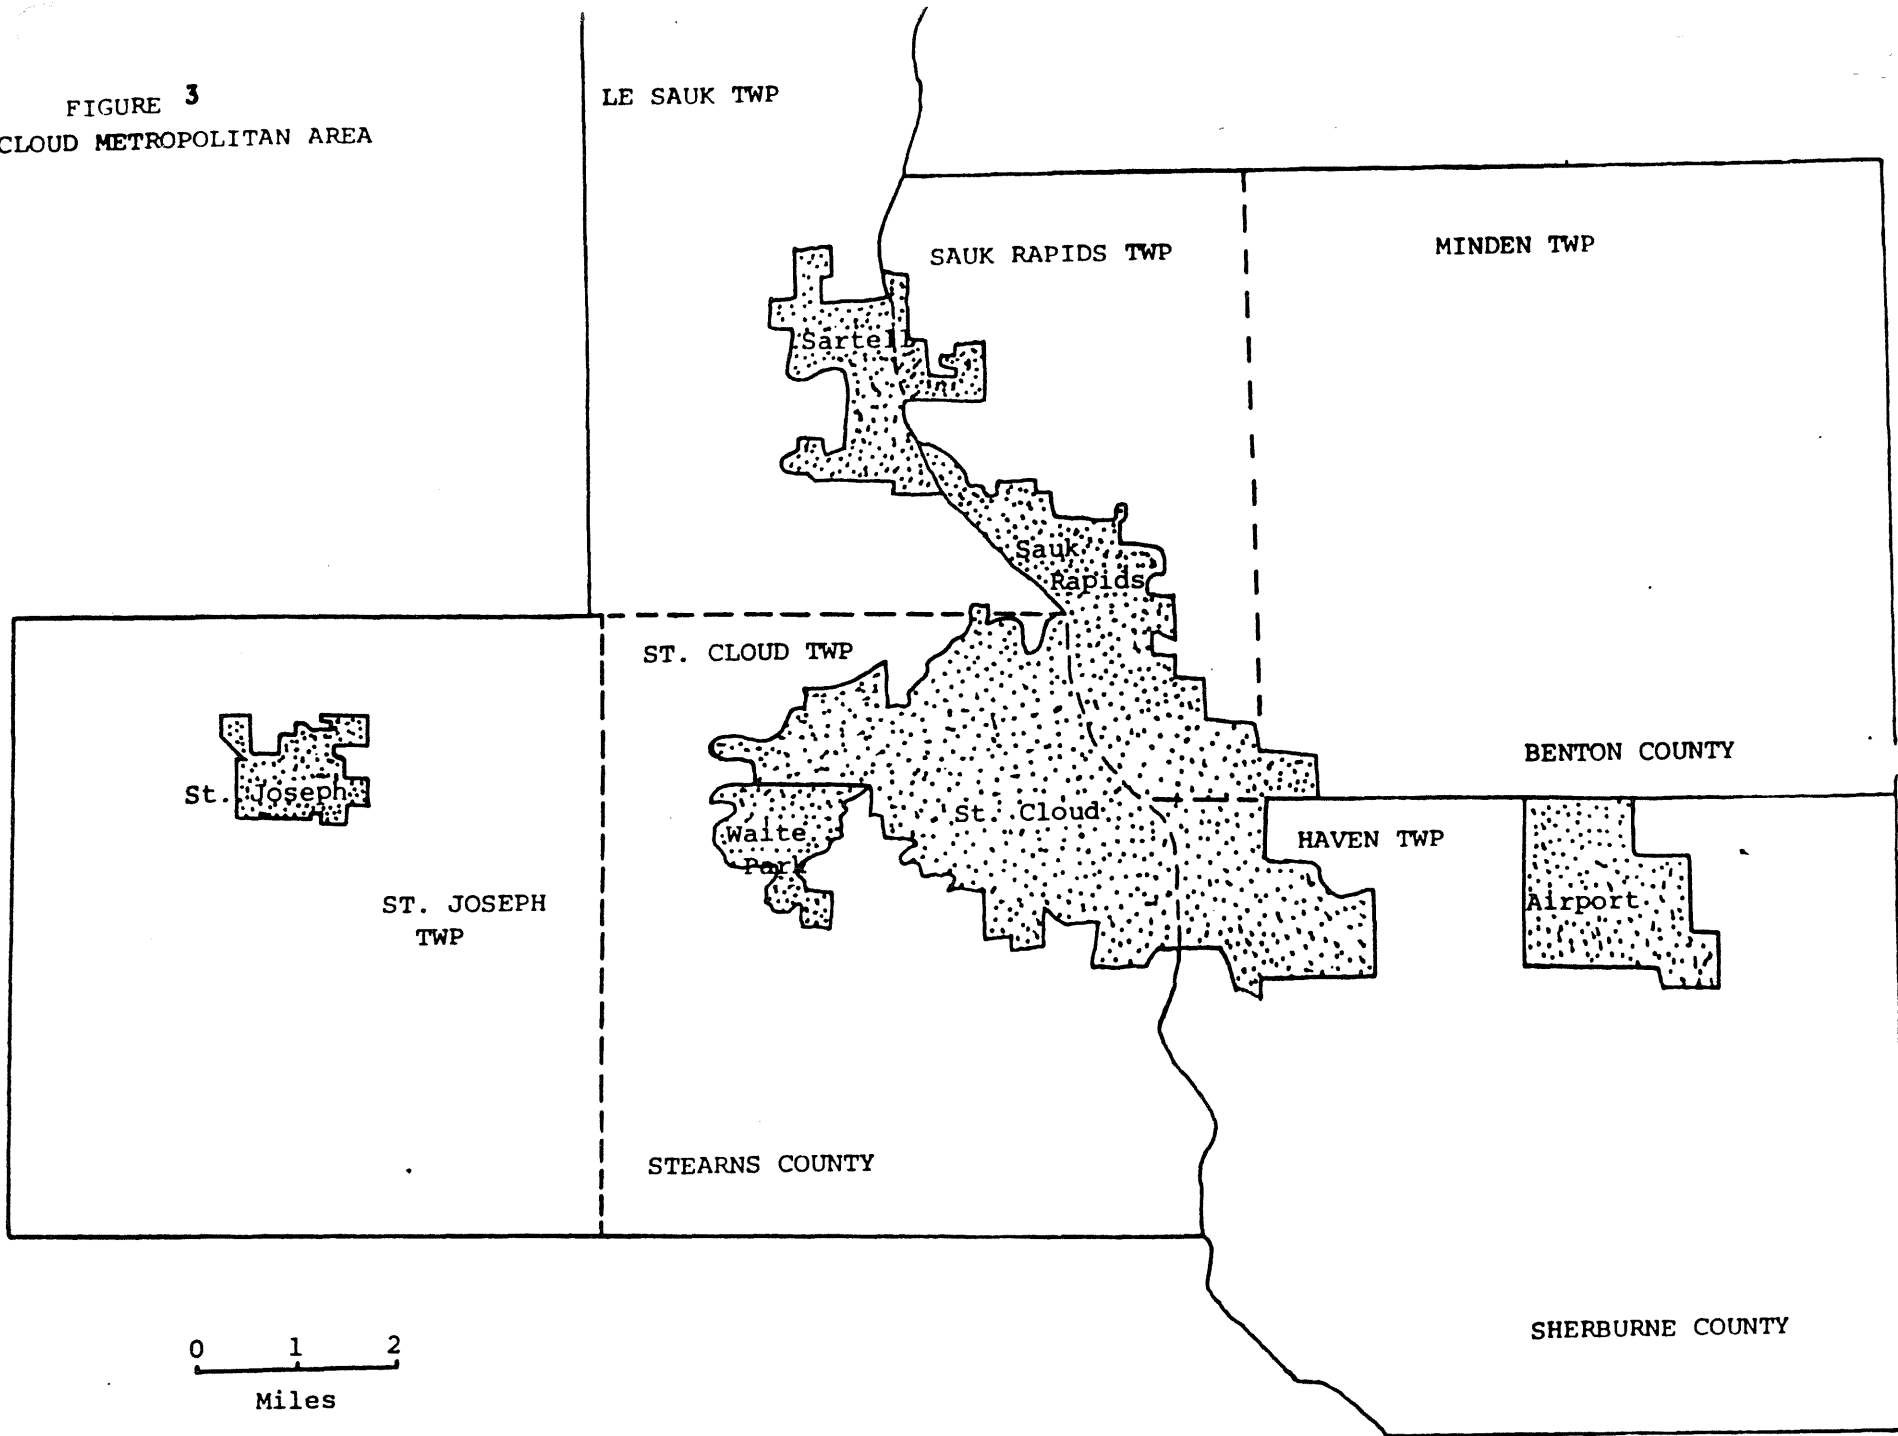 FIGURE 3
CLOUD METROPOLITAN AREA
LE SAUK TWP
SAUK RAPIDS TWP
MINDEN TWP
Sartell
Sauk
Rapids
ST. CLOUD TWP
BENTON COUNTY
St. Joseph
St. Cloud
Waite
Park
HAVEN TWP
Airport
ST. JOSEPH
TWP
STEARNS COUNTY
SHERBURNE COUNTY
0 1 2
Miles